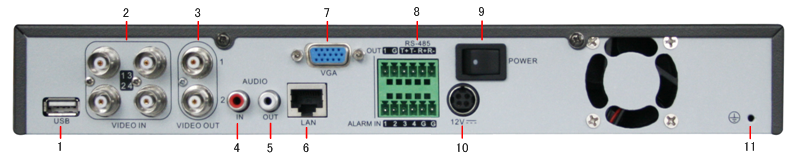 2 3 7 8 9
RS-485
OUT 1 G T+ T- R+ R-
1
VGA
POWER
AUDIO
1 3
2 4
2
USB
VIDEO IN
VIDEO OUT
IN
OUT
LAN
ALARM IN 1 2 3 4 G G
12V
1 4 5 6 10 11